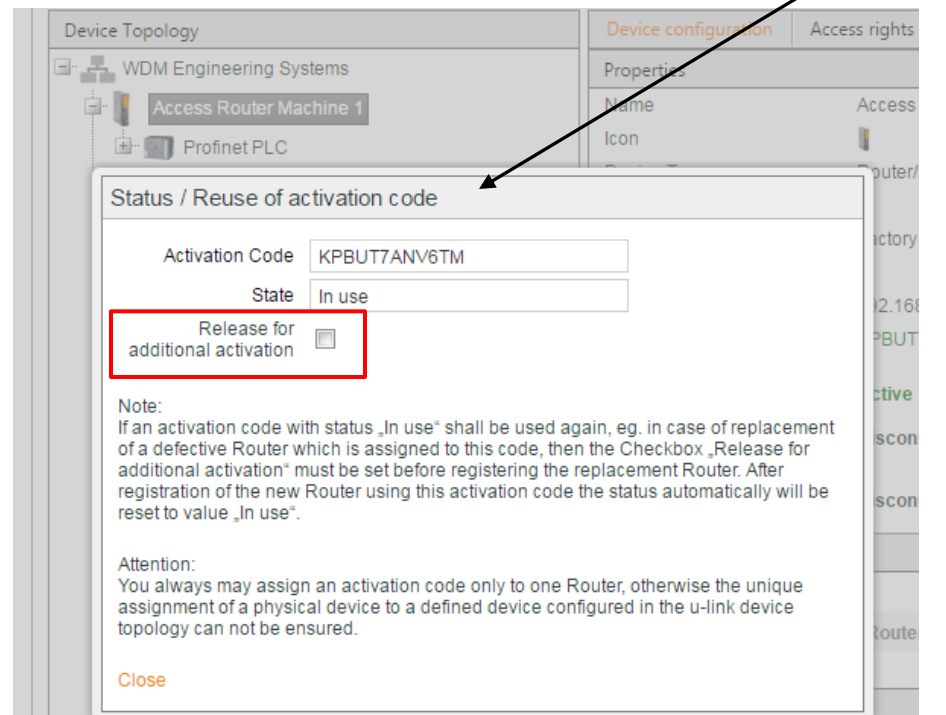 Device Topology
Device configuration
Access rights
WDM Engineering Systems
Properties
Access Router Machine 1
Name
Access
Profinet PLC
Icon
Status / Reuse of activation code
Activation Code KPBUT7ANV6TM
State In use
Release for
additional activation
Note:
If an activation code with status „In use“ shall be used again, eg. in case of replacement
of a defective Router which is assigned to this code, then the Checkbox „Release for
additional activation“ must be set before registering the replacement Router. After
registration of the new Router using this activation code the status automatically will be
reset to value „In use“.
Attention:
You always may assign an activation code only to one Router, otherwise the unique
assignment of a physical device to a defined device configured in the u-link device
topology can not be ensured.
Close